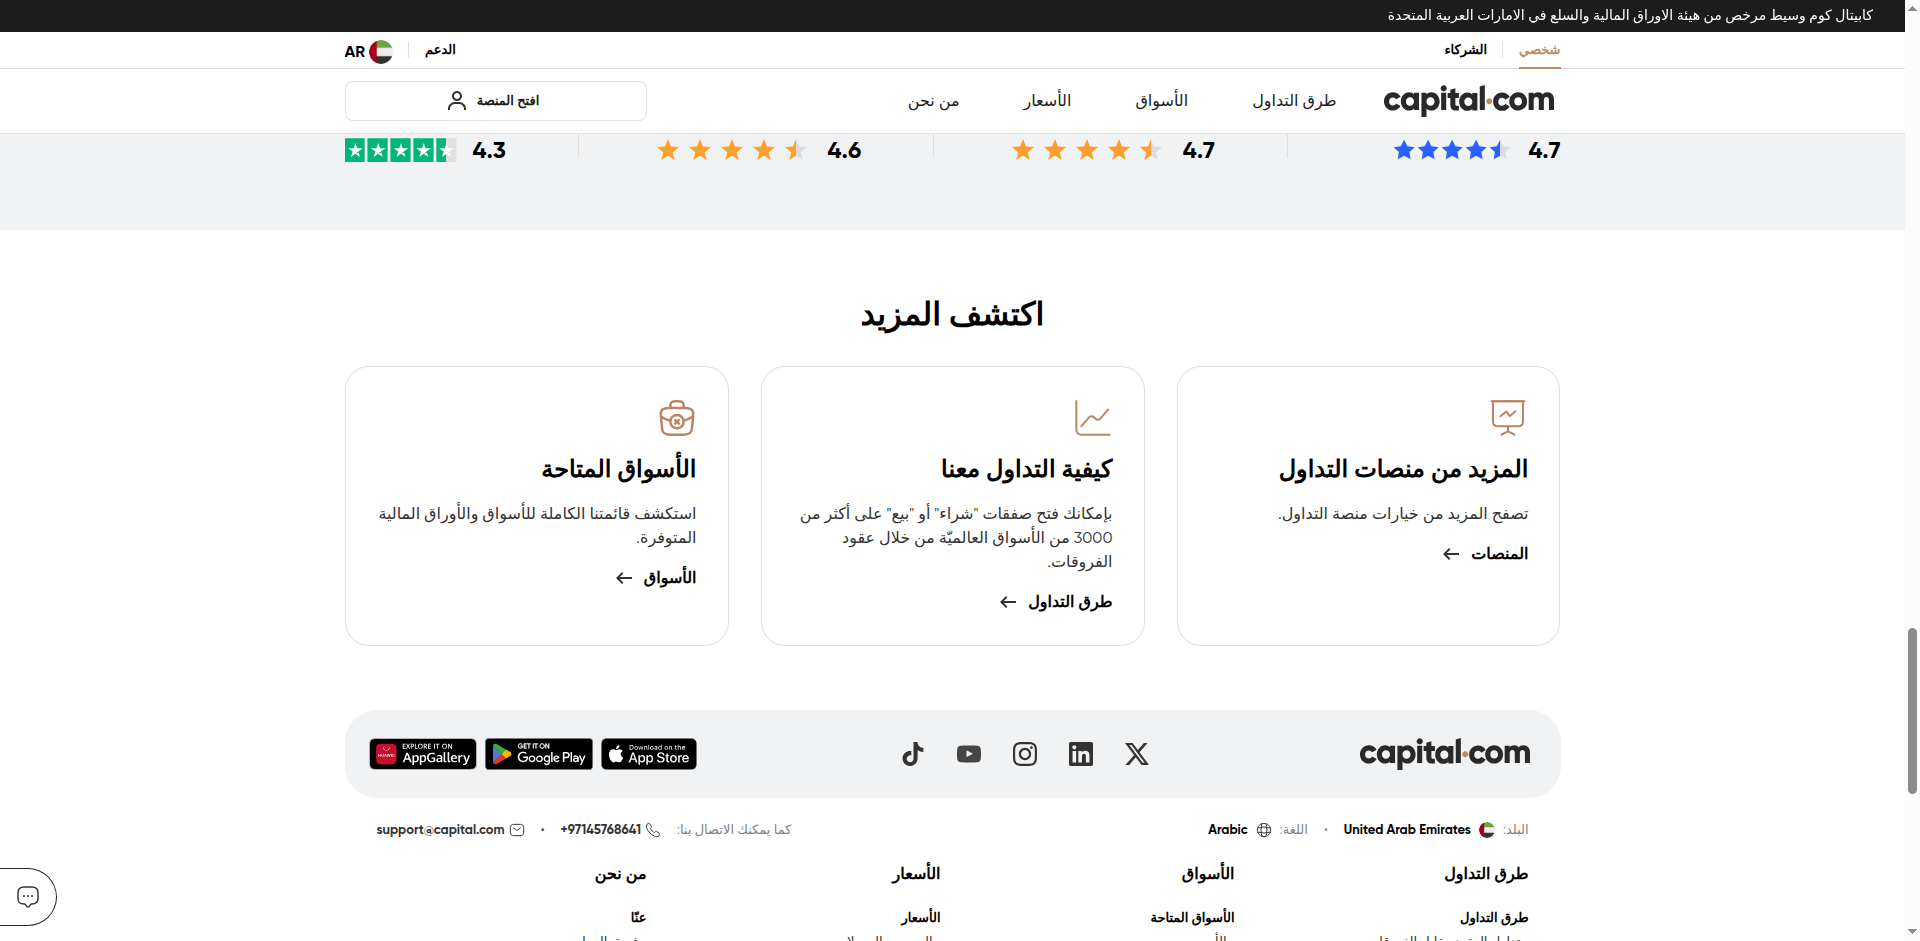 كابيتال كوم وسيط مرخص من هيئة الاوراق المالية والسلع في الامارات العربية المتحدة
شخصي
الشركاء
الدعم
AR
capital.com
طرق التداول
الأسواق
الأسعار
من نحن
افتح المنصة
4.7
4.7
4.6
4.3
اكتشف المزيد
المزيد من منصات التداول
تصفح المزيد من خيارات منصة التداول.
المنصات
كيفية التداول معنا
بإمكانك فتح صفقات "شراء" أو "بيع" على أكثر من
3000 من الأسواق العالميّة من خلال عقود
الفروقات.
طرق التداول
الأسواق المتاحة
استكشف قائمتنا الكاملة للأسواق والأوراق المالية
المتوفرة.
الأسواق
capital.com
Download on the
App Store
GET IT ON
Google Play
HUAWEI
EXPLORE IT ON
AppGallery
البلد:
United Arab Emirates
اللغة:
Arabic
كما يمكنك الاتصال بنا:
+97145768641
support@capital.com
طرق التداول
الأسواق
الأسعار
من نحن
طرق التداول
الأسواق المتاحة
الأسعار
عنّا